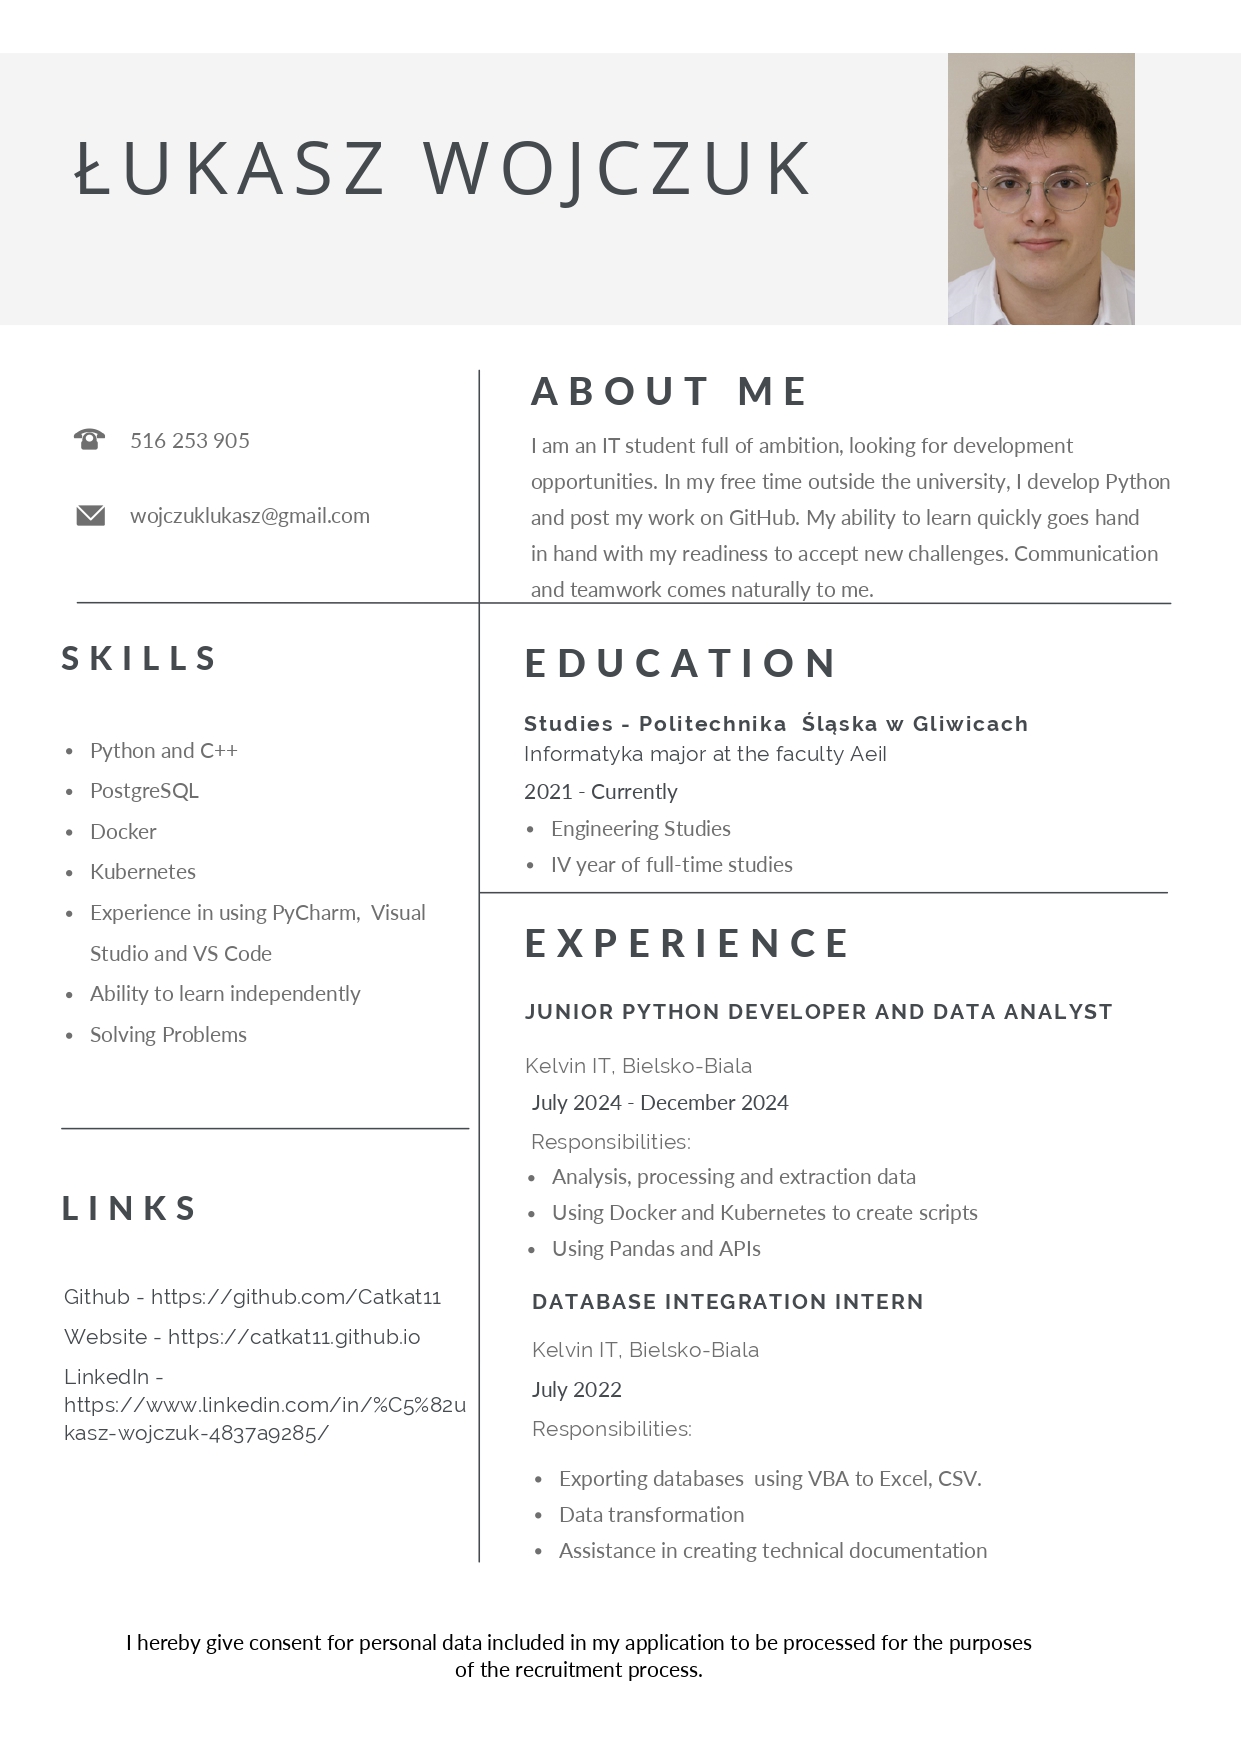 ŁUKASZ WOJCZUK
516 253 905
wojczuklukasz@gmail.com
ABOUT ME
I am an IT student full of ambition, looking for development
opportunities. In my free time outside the university, I develop Python
and post my work on GitHub. My ability to learn quickly goes hand
in hand with my readiness to accept new challenges. Communication
and teamwork comes naturally to me.
SKILLS
• Python and C++
• PostgreSQL
• Docker
• Kubernetes
• Experience in using PyCharm, Visual
Studio and VS Code
• Ability to learn independently
• Solving Problems
LINKS
Github - https://github.com/Catkat11
Website - https://catkat11.github.io
LinkedIn -
https://www.linkedin.com/in/%C5%82u
kasz-wojczuk-4837a9285/
EDUCATION
Studies - Politechnika Śląska w Gliwicach
Informatyka major at the faculty Aeil
2021 - Currently
• Engineering Studies
• IV year of full-time studies
EXPERIENCE
JUNIOR PYTHON DEVELOPER AND DATA ANALYST
Kelvin IT, Bielsko-Biala
July 2024 - December 2024
Responsibilities:
• Analysis, processing and extraction data
• Using Docker and Kubernetes to create scripts
• Using Pandas and APIs
DATABASE INTEGRATION INTERN
Kelvin IT, Bielsko-Biala
July 2022
Responsibilities:
• Exporting databases using VBA to Excel, CSV.
• Data transformation
• Assistance in creating technical documentation
I hereby give consent for personal data included in my application to be processed for the purposes
of the recruitment process.